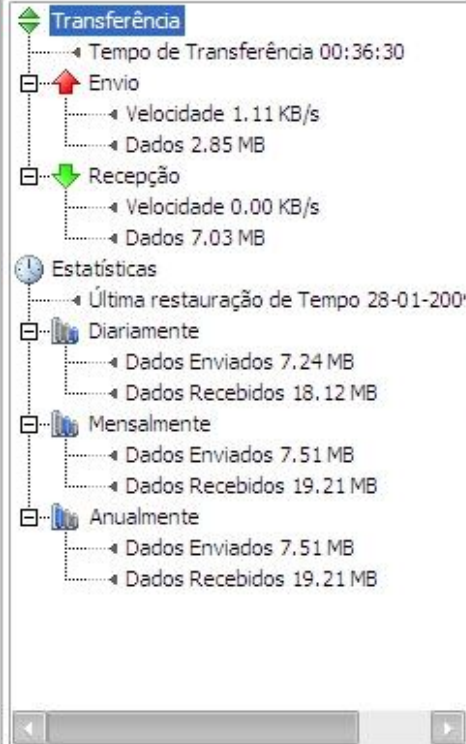 Transferência
Tempo de Transferência 00:36:30
Envio
Velocidade 1.11 KB/s
Dados 2.85 MB
Recepção
Velocidade 0.00 KB/s
Dados 7.03 MB
Estatísticas
Última restauração de Tempo 28-01-200
Diariamente
Dados Enviados 7.24 MB
Dados Recebidos 18.12 MB
Mensalmente
Dados Enviados 7.51 MB
Dados Recebidos 19.21 MB
Anualmente
Dados Enviados 7.51 MB
Dados Recebidos 19.21 MB